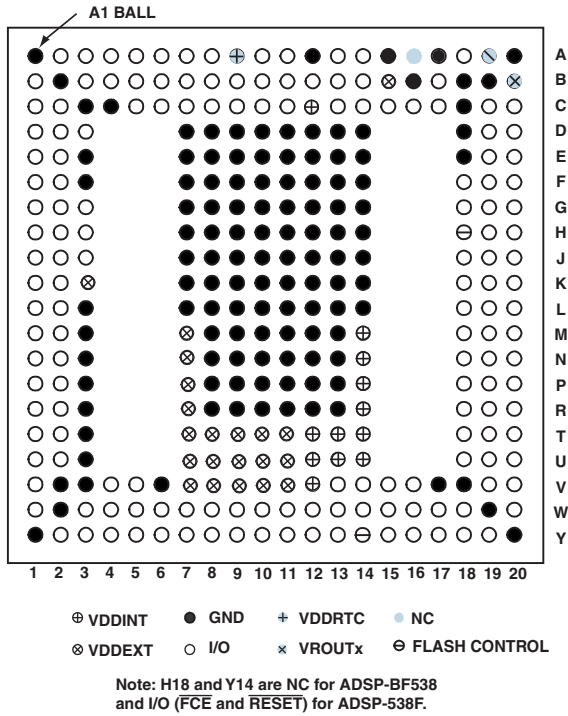 A1 BALL
A
B
C
D
E
F
G
H
J
K
L
M
N
P
R
T
U
V
W
Y
1 2 3 4 5 6 7 8 9 10 11 12 13 14 15 16 17 18 19 20
VDDINT GND VDDRTC NC
VDDEXT I/O VROUTx FLASH CONTROL
Note: H18 and Y14 are NC for ADSP-BF538
and I/O (FCE and RESET) for ADSP-538F.